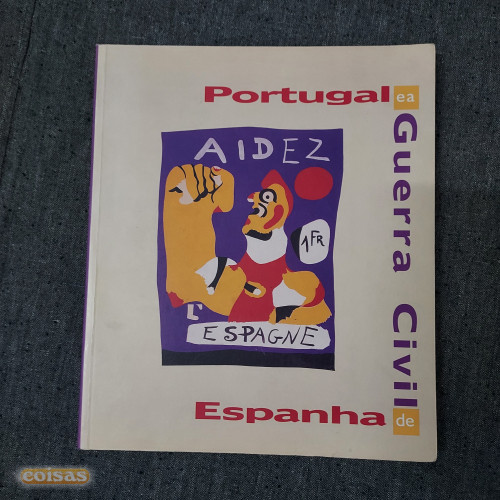 Portugal
e a
Guerra Civil
de
Espanha
AIDEZ
1 FR
L'
ESPAGNE
coisas